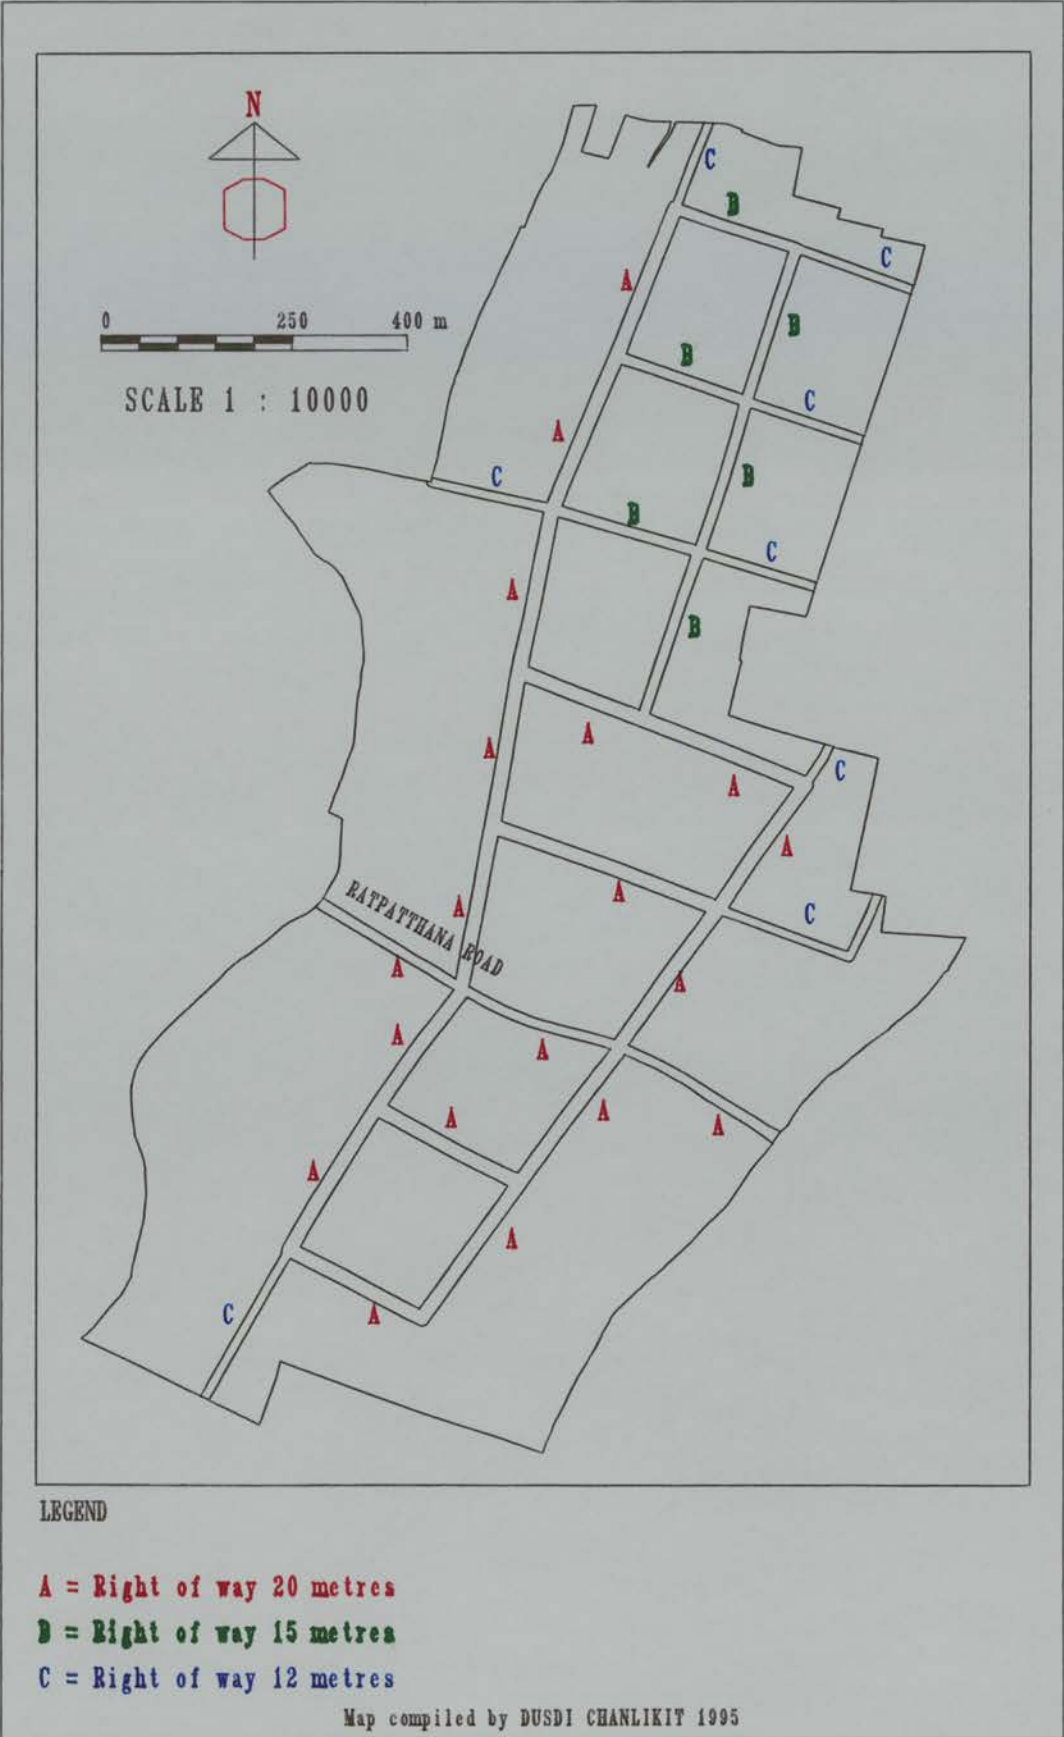 N
0 250 400 m
SCALE 1 : 10000
C
B
C
A
B
B
C
A
C
B
B
C
A
B
A
A
C
A
A
A
A
C
RATPATTHANA ROAD
A
A
A
A
A
A
A
A
A
A
C
A
LEGEND
A = Right of way 20 metres
B = Right of way 15 metres
C = Right of way 12 metres
Map compiled by DUSDI CHANLIKIT 1995